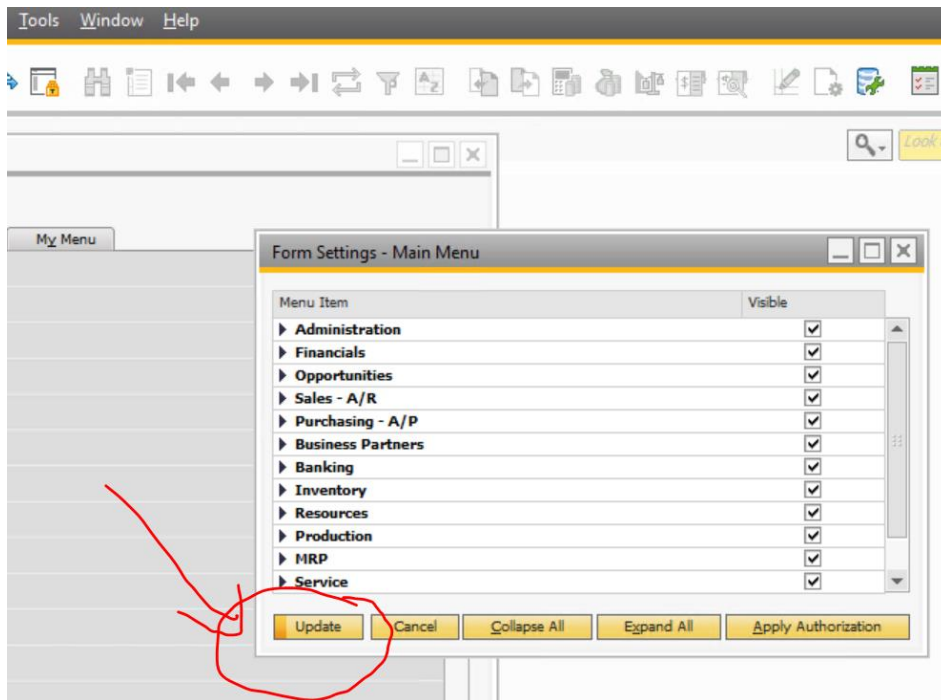 Tools Window Help
Look
My Menu
Form Settings - Main Menu
Menu Item Visible
Administration
Financials
Opportunities
Sales - A/R
Purchasing - A/P
Business Partners
Banking
Inventory
Resources
Production
MRP
Service
Update Cancel Collapse All Expand All Apply Authorization